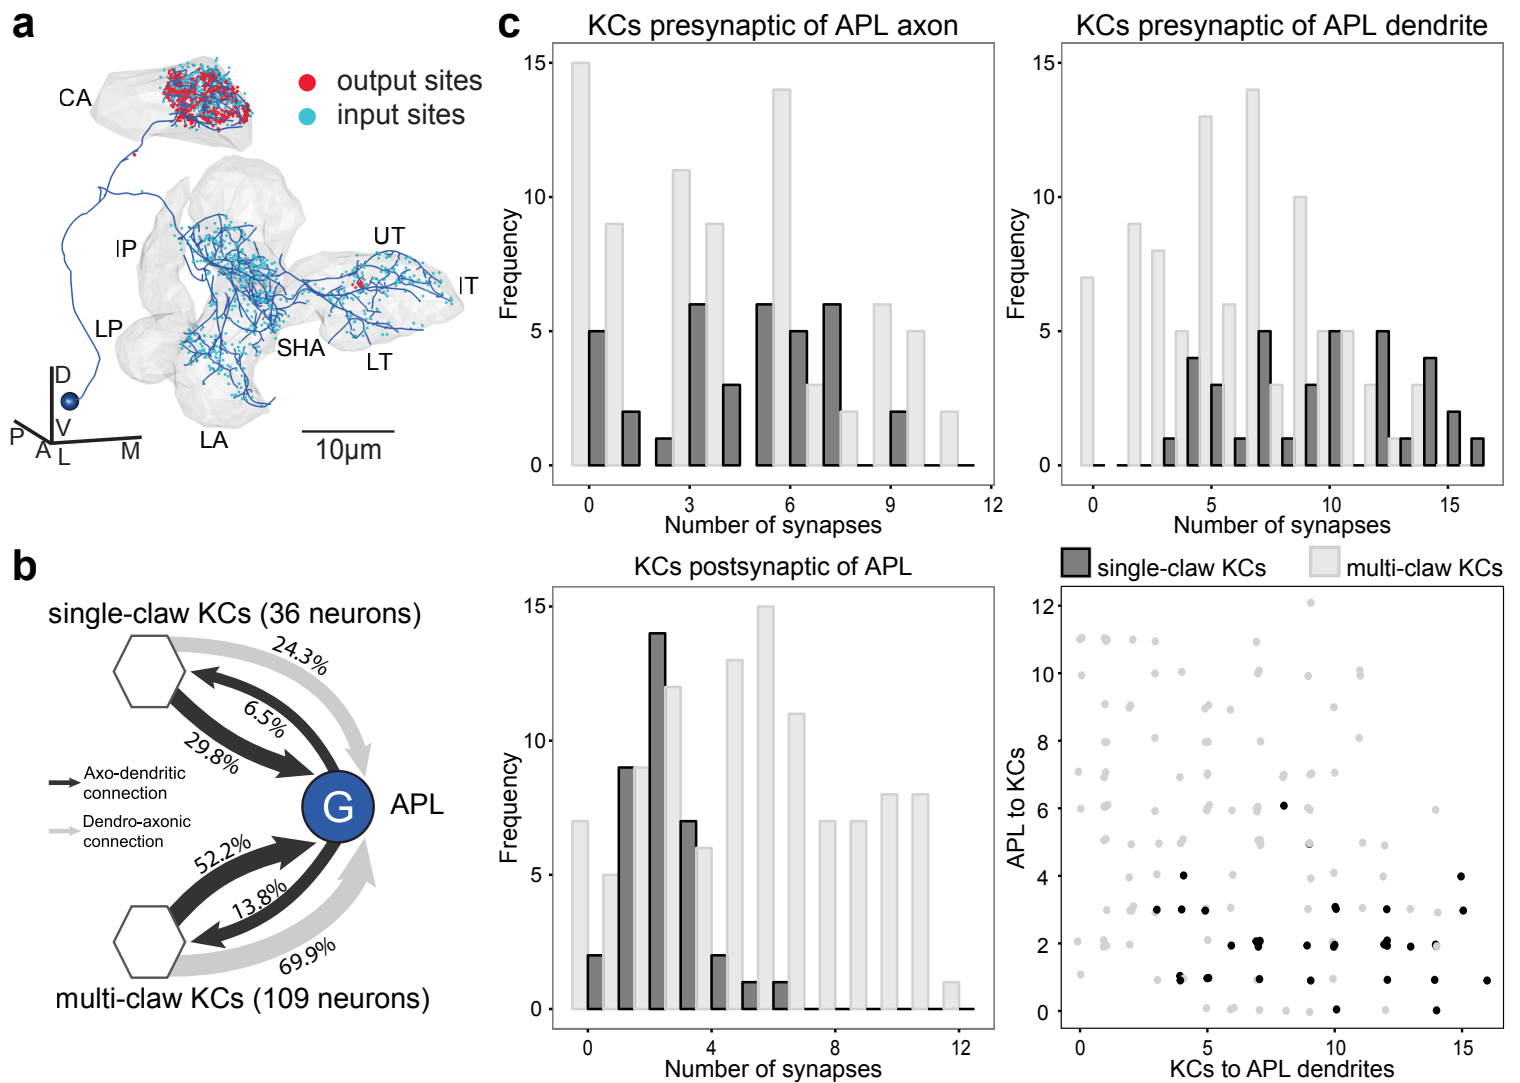 a
CA
output sites
input sites
IP
UT
IT
LP
SHA
LT
LA
D
V
P
A
L
M
10μm
b
single-claw KCs (36 neurons)
24.3%
6.5%
29.8%
Axo-dendritic
connection
Dendro-axonic
connection
G
APL
52.2%
13.8%
69.9%
multi-claw KCs (109 neurons)
c
KCs presynaptic of APL axon
15
10
5
0
Frequency
0 3 6 9 12
Number of synapses
KCs presynaptic of APL dendrite
15
10
5
0
Frequency
0 5 10 15
Number of synapses
KCs postsynaptic of APL
15
10
5
0
Frequency
0 4 8 12
Number of synapses
single-claw KCs
multi-claw KCs
12
10
8
6
4
2
0
APL to KCs
0 5 10 15
KCs to APL dendrites